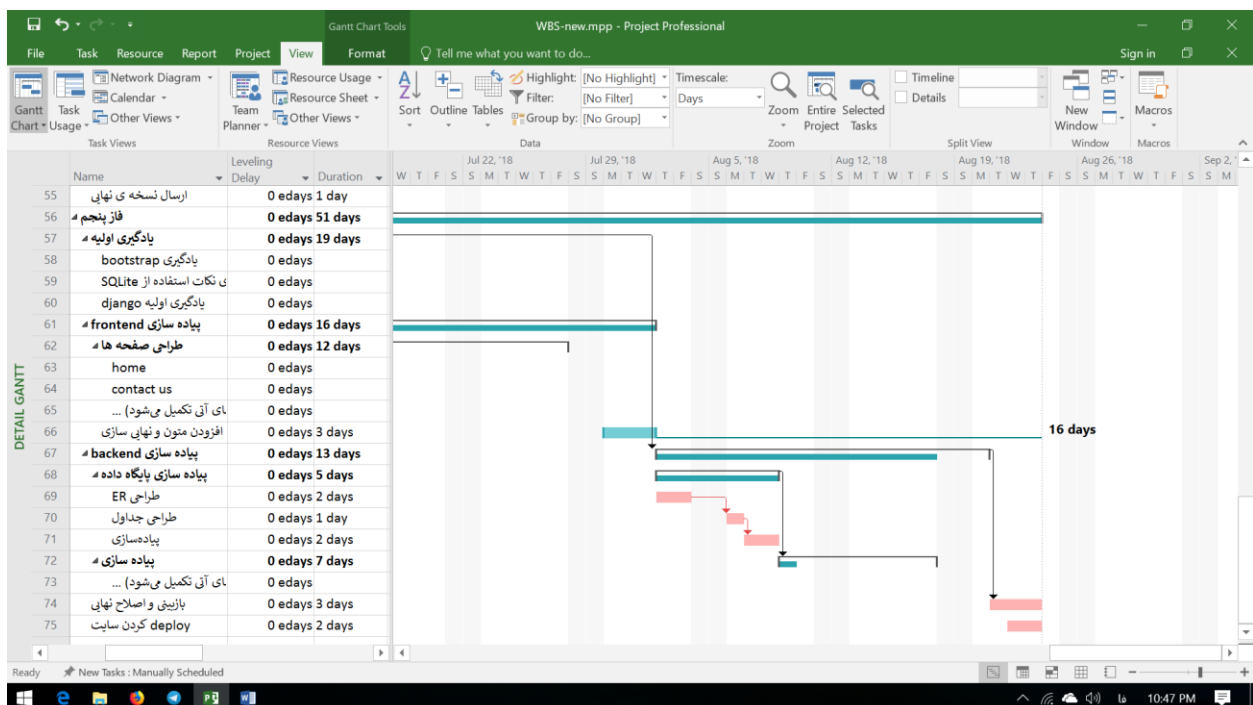 Gantt Chart Tools
WBS-new.mpp - Project Professional
File Task Resource Report Project View Format Tell me what you want to do... Sign in
Gantt Chart
Task Usage
Network Diagram
Calendar
Other Views
Task Views
Team Planner
Resource Usage
Resource Sheet
Other Views
Resource Views
Sort Outline Tables
Highlight: [No Highlight]
Filter: [No Filter]
Group by: [No Group]
Data
Timescale:
Days
Zoom Entire Project Selected Tasks
Zoom
Timeline
Details
Split View
New Window
Window
Macros
Macros
Name Leveling Delay Duration
Jul 22, '18 Jul 29, '18 Aug 5, '18 Aug 12, '18 Aug 19, '18 Aug 26, '18 Sep 2, '
W T F S S M T W T F S S M T W T F S S M T W T F S S M T W T F S S M T W T F S S M T W T F S S M
55 ارسال نسخه ی نهایی 0 edays 1 day
56 فاز پنجم 0 edays 51 days
57 یادگیری اولیه 0 edays 19 days
58 یادگیری bootstrap 0 edays
59 ی نکات استفاده از SQLite 0 edays
60 یادگیری اولیه django 0 edays
61 پیاده سازی frontend 0 edays 16 days
62 طراحی صفحه ها 0 edays 12 days
63 home 0 edays
64 contact us 0 edays
65 ای آتی تکمیل می‌شود) ... 0 edays
66 افزودن متون و نهایی سازی 0 edays 3 days
16 days
67 پیاده سازی backend 0 edays 13 days
68 پیاده سازی پایگاه داده 0 edays 5 days
69 طراحی ER 0 edays 2 days
70 طراحی جداول 0 edays 1 day
71 پیاده‌سازی 0 edays 2 days
72 پیاده سازی 0 edays 7 days
73 ای آتی تکمیل می‌شود) ... 0 edays
74 بازبینی و اصلاح نهایی 0 edays 3 days
75 deploy کردن سایت 0 edays 2 days
DETAIL GANTT
Ready New Tasks : Manually Scheduled
فا 10:47 PM